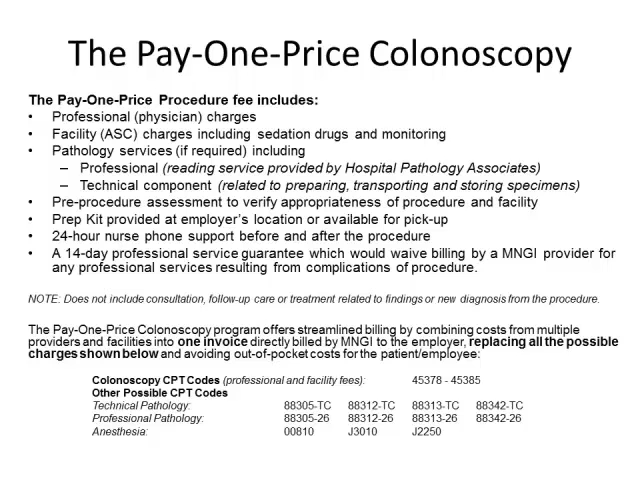 The Pay-One-Price Colonoscopy
The Pay-One-Price Procedure fee includes:
• Professional (physician) charges
• Facility (ASC) charges including sedation drugs and monitoring
• Pathology services (if required) including
– Professional (reading service provided by Hospital Pathology Associates)
– Technical component (related to preparing, transporting and storing specimens)
• Pre-procedure assessment to verify appropriateness of procedure and facility
• Prep Kit provided at employer's location or available for pick-up
• 24-hour nurse phone support before and after the procedure
• A 14-day professional service guarantee which would waive billing by a MNGI provider for
any professional services resulting from complications of procedure.
NOTE: Does not include consultation, follow-up care or treatment related to findings or new diagnosis from the procedure.
The Pay-One-Price Colonoscopy program offers streamlined billing by combining costs from multiple
providers and facilities into one invoice directly billed by MNGI to the employer, replacing all the possible
charges shown below and avoiding out-of-pocket costs for the patient/employee:
Colonoscopy CPT Codes (professional and facility fees): 45378 - 45385
Other Possible CPT Codes
Technical Pathology: 88305-TC 88312-TC 88313-TC 88342-TC
Professional Pathology: 88305-26 88312-26 88313-26 88342-26
Anesthesia: 00810 J3010 J2250